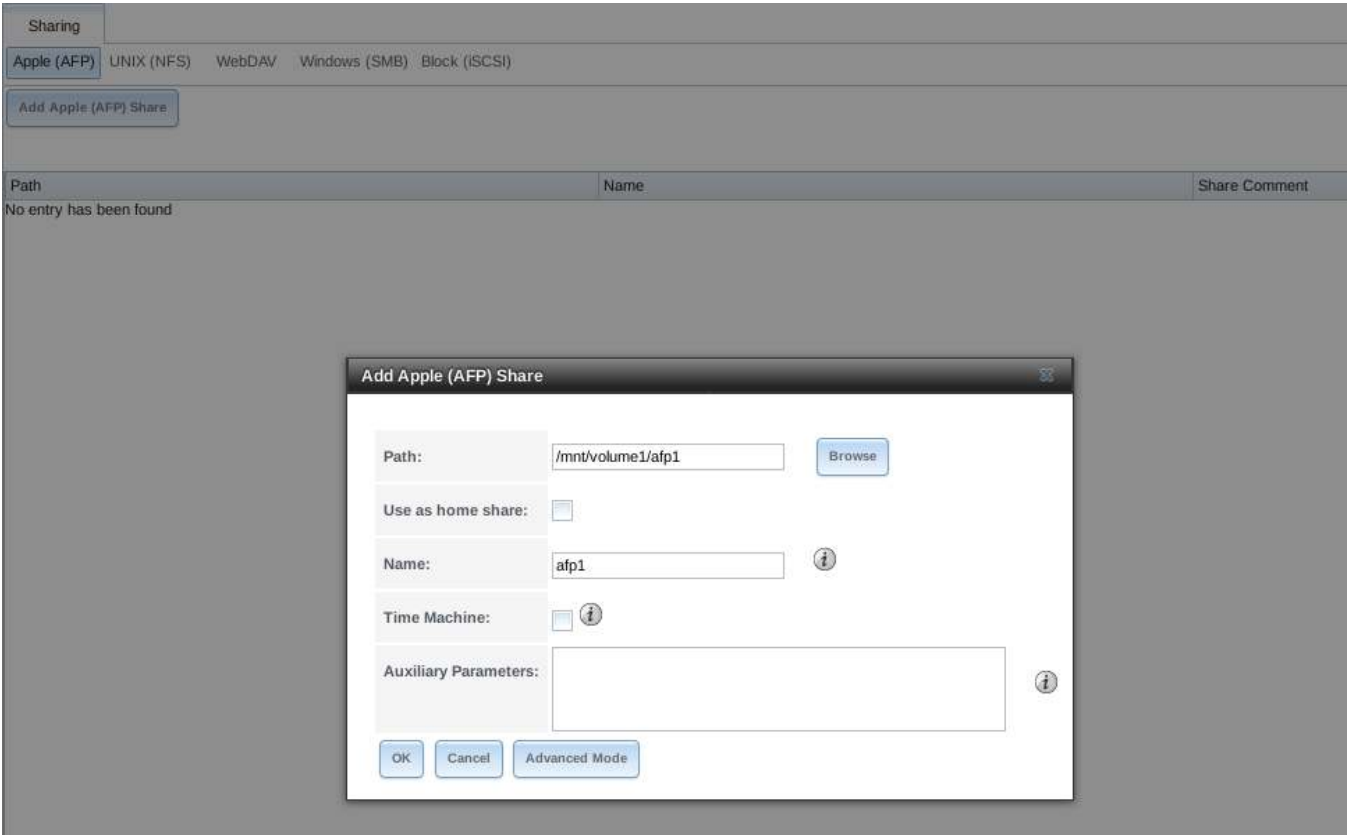 Sharing
Apple (AFP) UNIX (NFS) WebDAV Windows (SMB) Block (iSCSI)
Add Apple (AFP) Share
Path Name Share Comment
No entry has been found
Add Apple (AFP) Share
Path: /mnt/volume1/afp1 Browse
Use as home share:
Name: afp1 i
Time Machine: i
Auxiliary Parameters: i
OK Cancel Advanced Mode